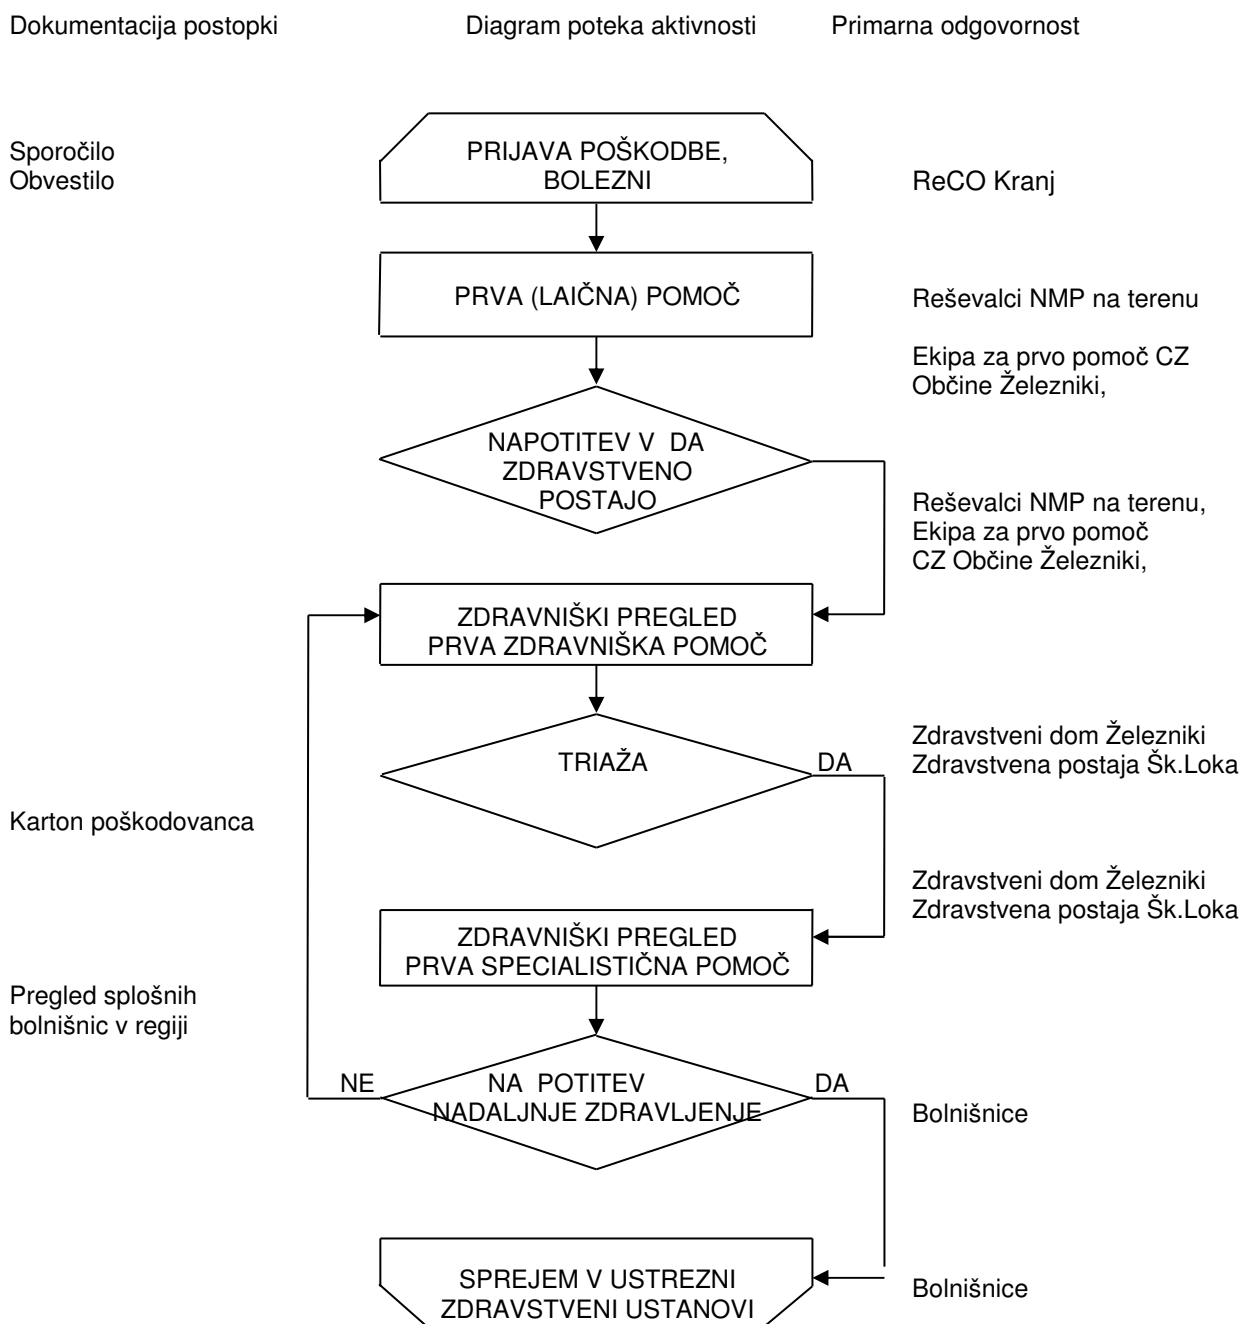 Dokumentacija postopki
Diagram poteka aktivnosti
Primarna odgovornost
Sporočilo
Obvestilo
PRIJAVA POŠKODBE,
BOLEZNI
ReCO Kranj
PRVA (LAIČNA) POMOČ
Reševalci NMP na terenu
Ekipa za prvo pomoč CZ
Občine Železniki,
NAPOTITEV V DA
ZDRAVSTVENO
POSTAJO
Reševalci NMP na terenu,
Ekipa za prvo pomoč
CZ Občine Železniki,
ZDRAVNIŠKI PREGLED
PRVA ZDRAVNIŠKA POMOČ
TRIAŽA
DA
Zdravstveni dom Železniki
Zdravstvena postaja Šk.Loka
Karton poškodovanca
Zdravstveni dom Železniki
Zdravstvena postaja Šk.Loka
ZDRAVNIŠKI PREGLED
PRVA SPECIALISTIČNA POMOČ
Pregled splošnih
bolnišnic v regiji
NE
NA POTITEV
NADALJNJE ZDRAVLJENJE
DA
Bolnišnice
SPREJEM V USTREZNI
ZDRAVSTVENI USTANOVI
Bolnišnice